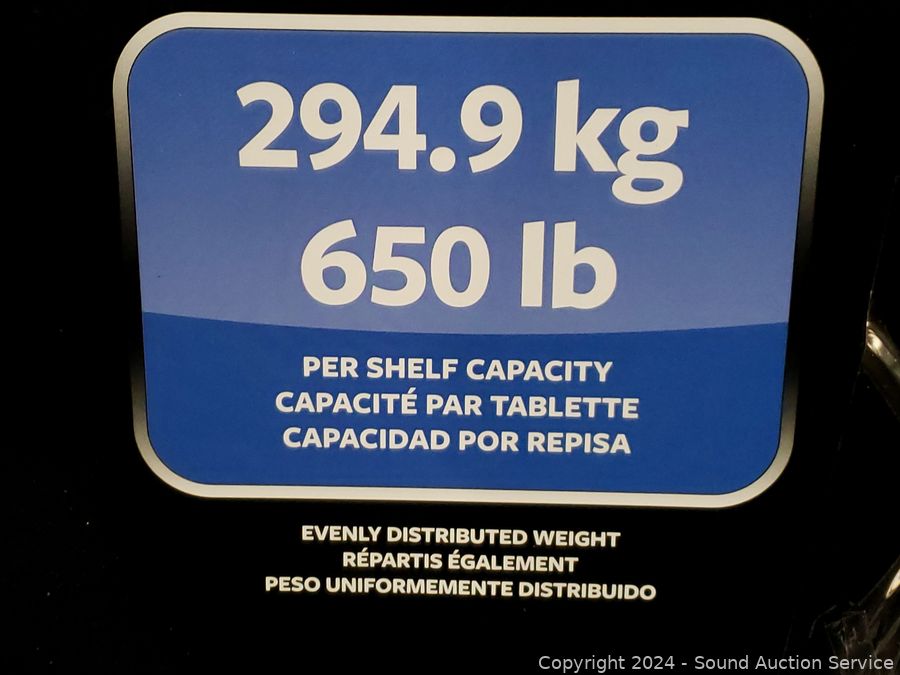 294.9 kg
650 lb
PER SHELF CAPACITY
CAPACITÉ PAR TABLETTE
CAPACIDAD POR REPISA
EVENLY DISTRIBUTED WEIGHT
RÉPARTIS ÉGALEMENT
PESO UNIFORMEMENTE DISTRIBUIDO
Copyright 2024 - Sound Auction Service